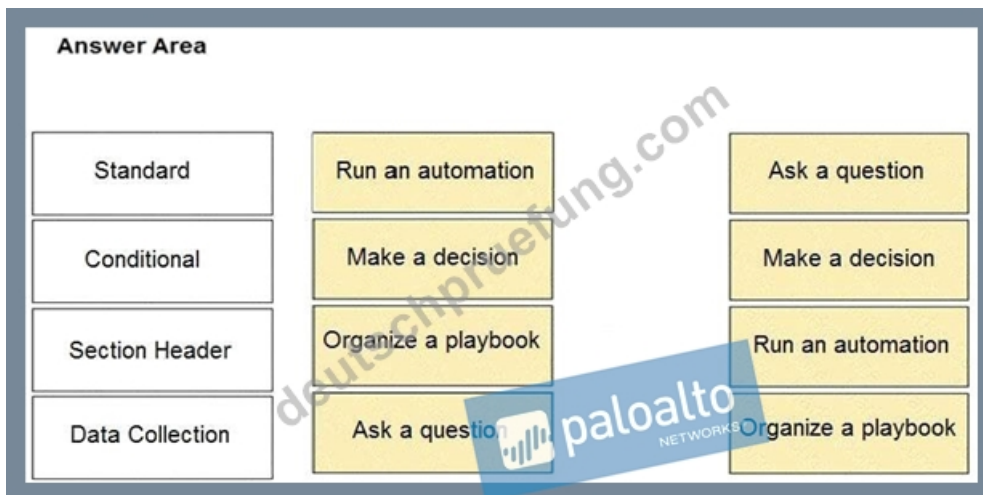 Answer Area
Standard
Run an automation
Ask a question
Conditional
Make a decision
Make a decision
Section Header
Organize a playbook
Run an automation
Data Collection
Ask a question
Organize a playbook
deutschpruefung.com
paloalto
NETWORKS